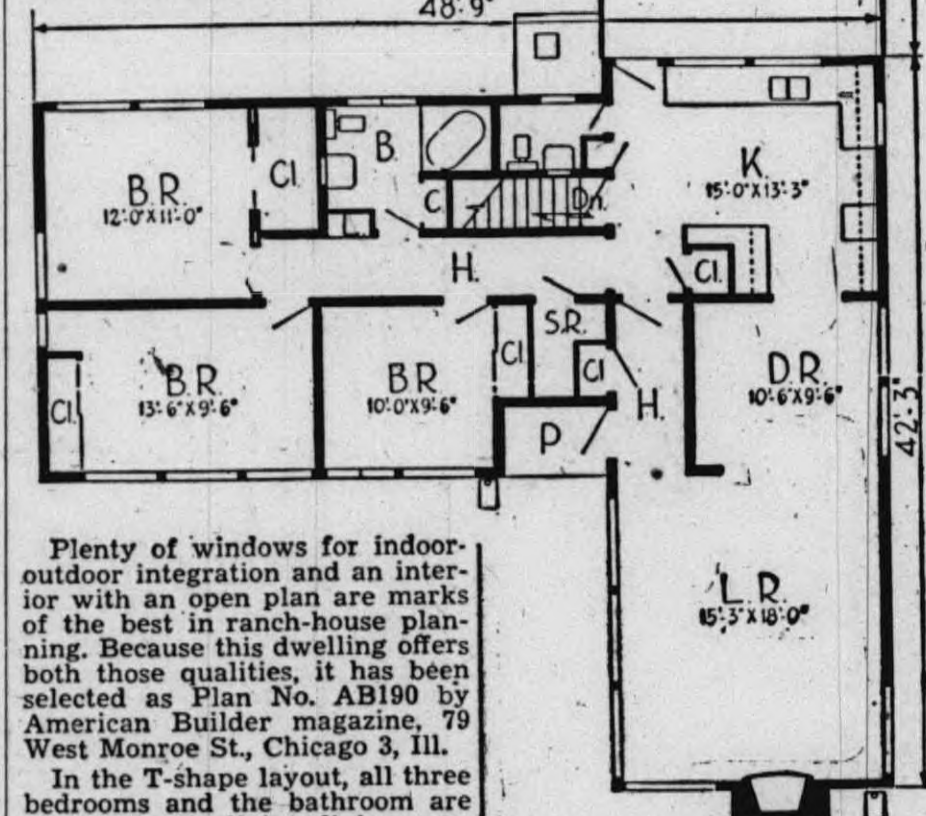 48'-9"
B.R.
12'-0"X11'-0"
Cl.
B.
C.
Dn.
K.
15'-0"X13'-3"
H.
Cl.
B.R.
13'-6"X9'-6"
Cl.
B.R.
10'-0"X9'-6"
Cl.
S.R.
Cl.
P
H.
D.R.
10'-6"X9'-6"
42'-3"
L.R.
15'-3"X18'-0"
Plenty of windows for indoor-
outdoor integration and an inter-
ior with an open plan are marks
of the best in ranch-house plan-
ning. Because this dwelling offers
both those qualities, it has been
selected as Plan No. AB190 by
American Builder magazine, 79
West Monroe St., Chicago 3, Ill.
In the T-shape layout, all three
bedrooms and the bathroom are